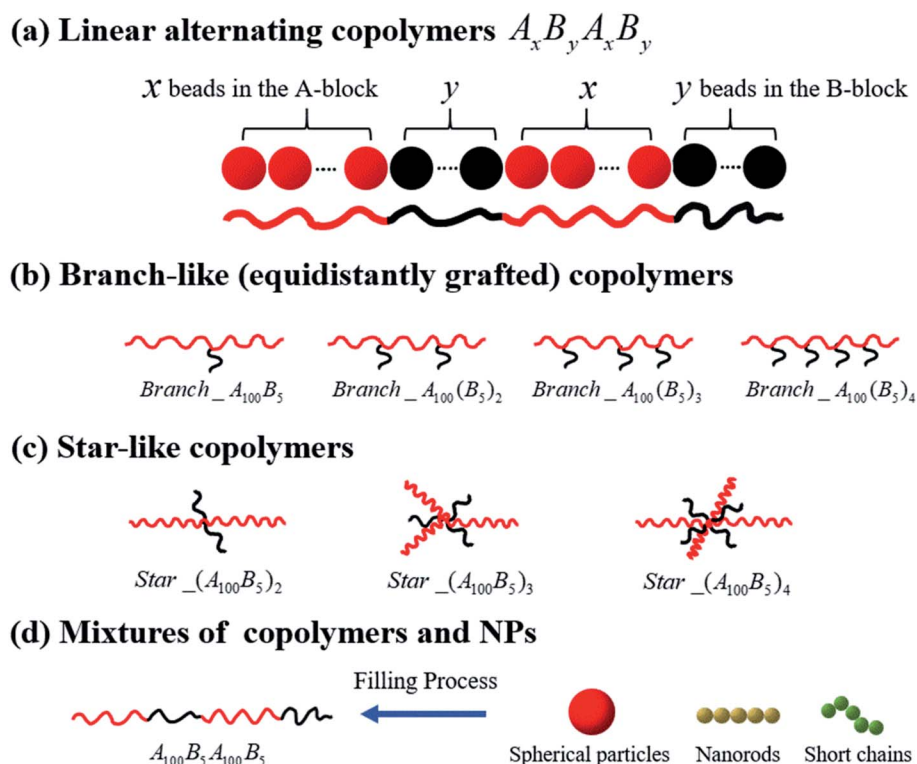 (a) Linear alternating copolymers AₓBᵧAₓBᵧ
x beads in the A-block y x y beads in the B-block
.... .... .... ....
(b) Branch-like (equidistantly grafted) copolymers
Branch_A₁₀₀B₅ Branch_A₁₀₀(B₅)₂ Branch_A₁₀₀(B₅)₃ Branch_A₁₀₀(B₅)₄
(c) Star-like copolymers
Star_(A₁₀₀B₅)₂ Star_(A₁₀₀B₅)₃ Star_(A₁₀₀B₅)₄
(d) Mixtures of copolymers and NPs
Filling Process
A₁₀₀B₅A₁₀₀B₅ Spherical particles Nanorods Short chains